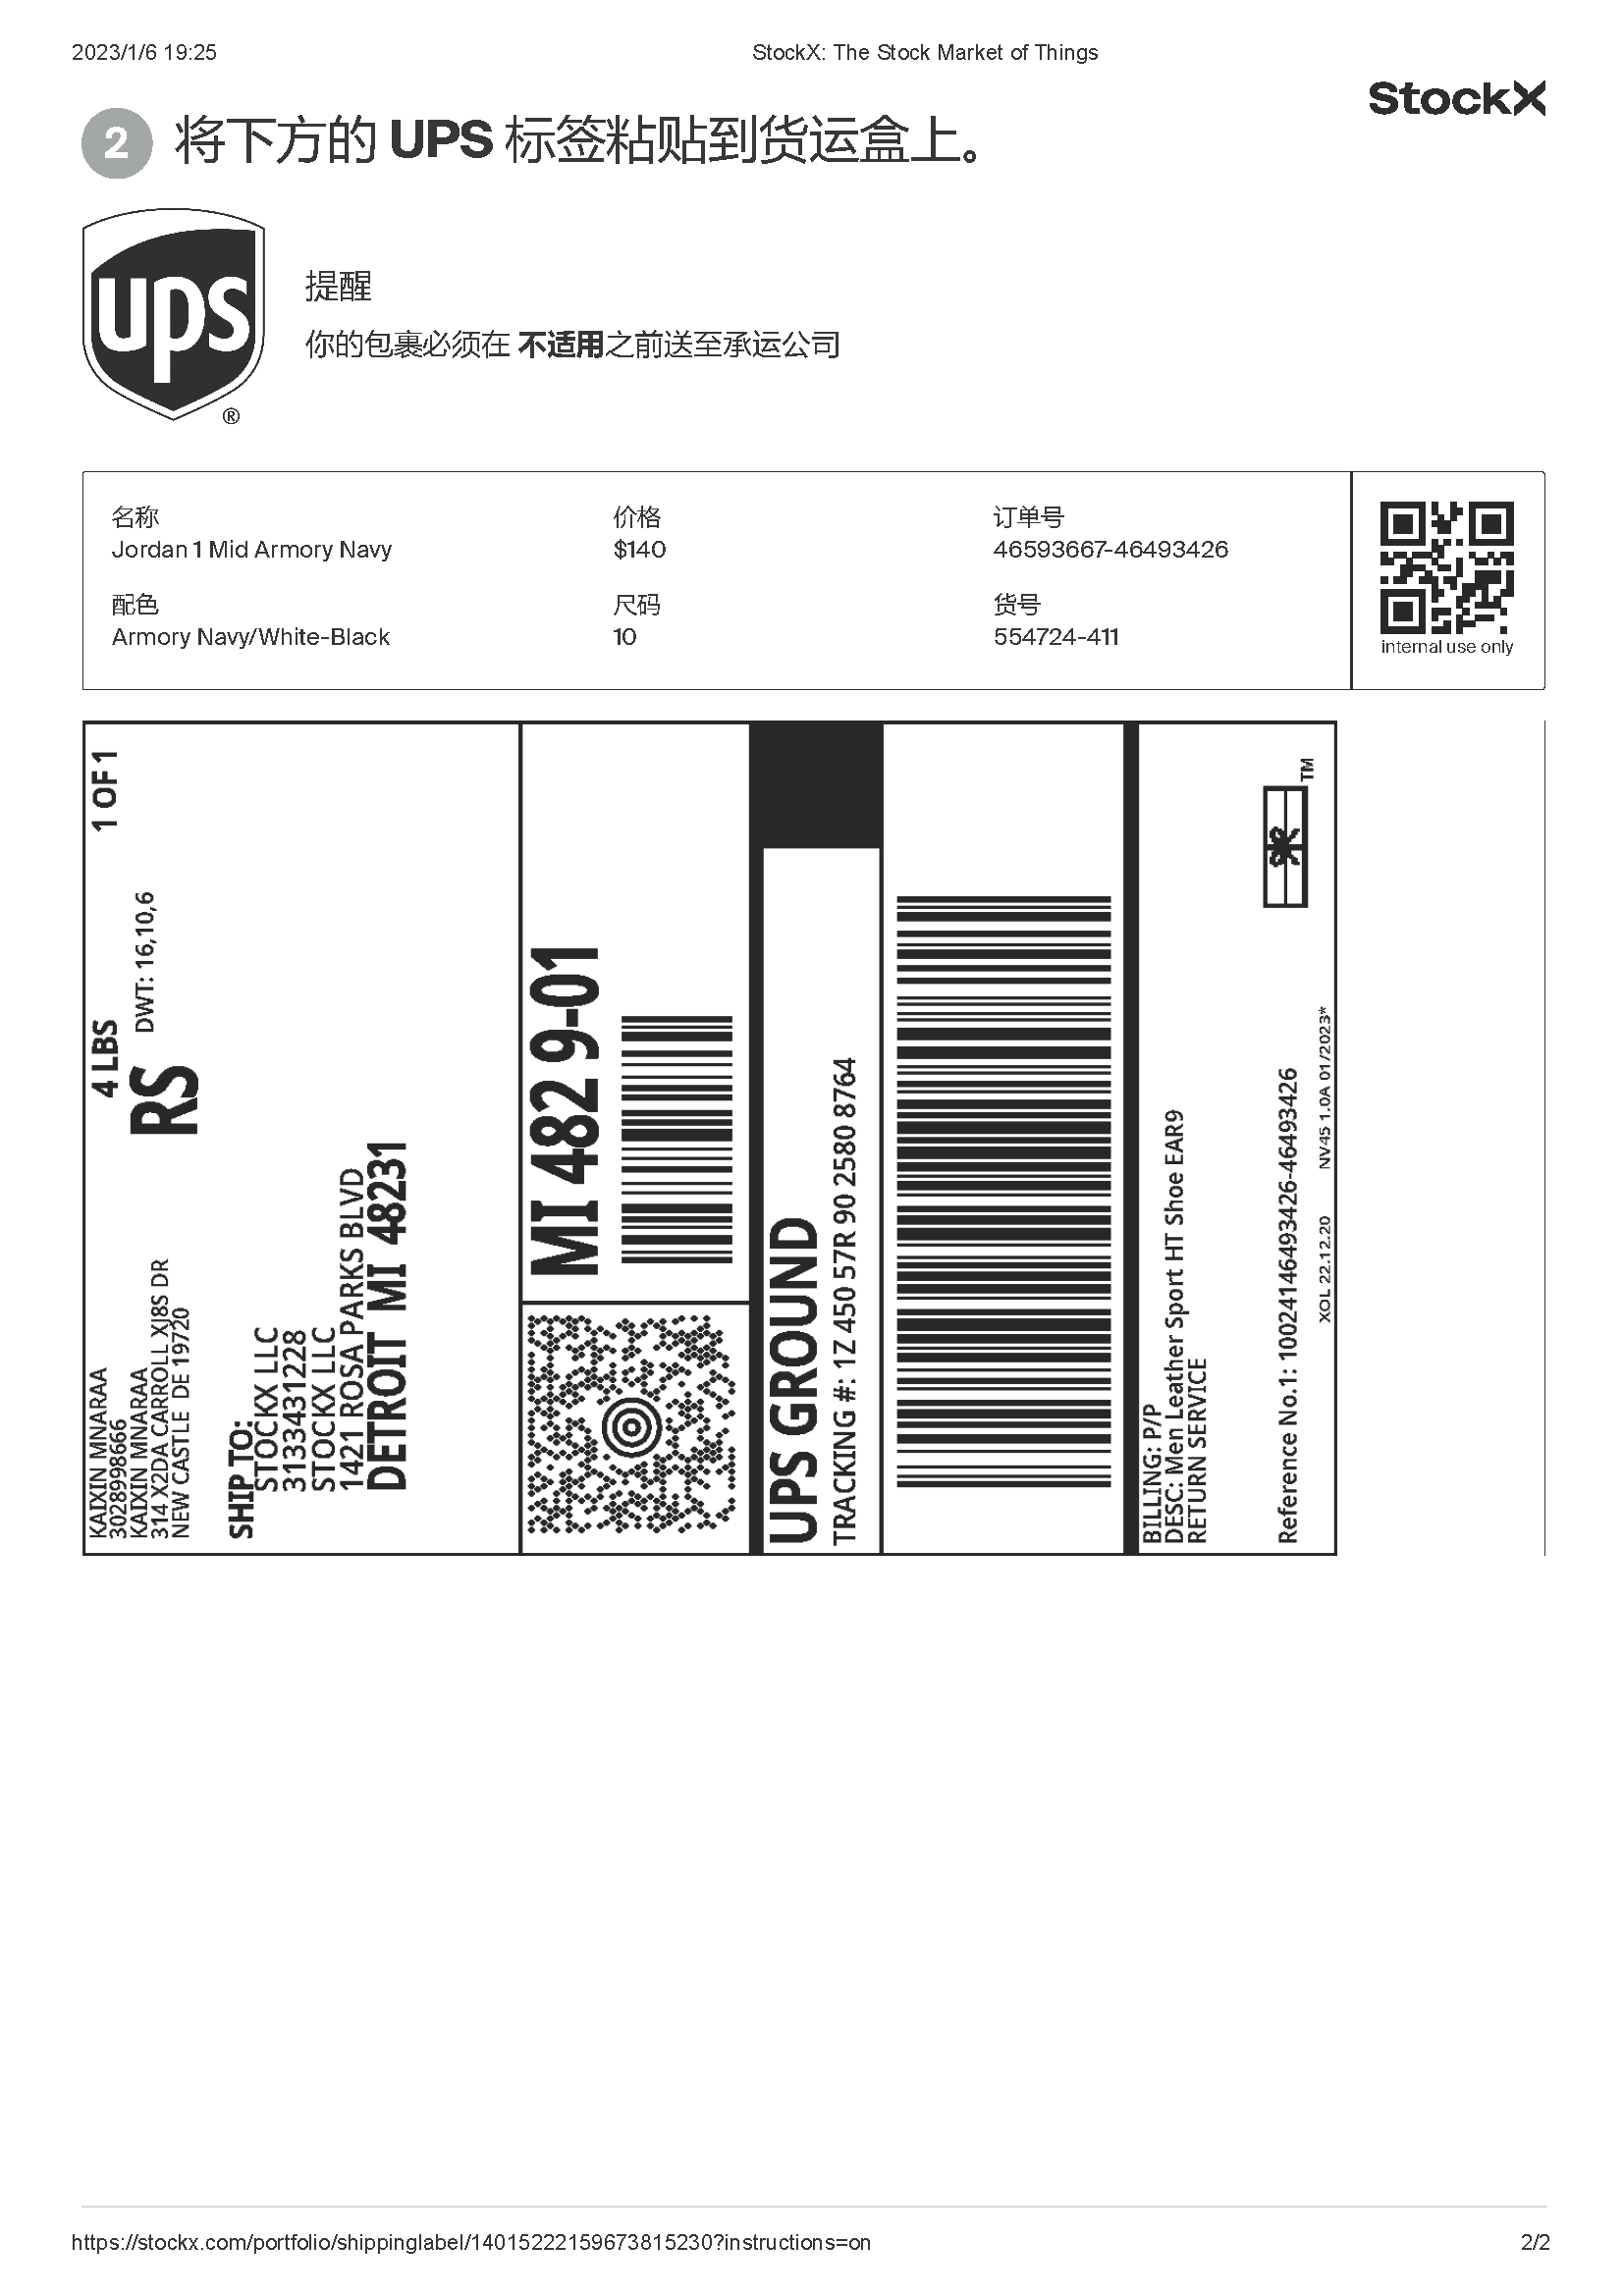 2023/1/6 19:25
StockX: The Stock Market of Things
StockX
2 将下方的 UPS 标签粘贴到货运盒上。
ups
®
提醒
你的包裹必须在 不适用之前送至承运公司
名称
Jordan 1 Mid Armory Navy
价格
$140
订单号
46593667-46493426
配色
Armory Navy/White-Black
尺码
10
货号
554724-411
internal use only
KAIXIN MNARAA
3028998666
KAIXIN MNARAA
314 X2DA CARROLL XJ8S DR
NEW CASTLE DE 19720
4 LBS
1 OF 1
RS
DWT: 16,10,6
SHIP TO:
STOCKX LLC
3133431228
STOCKX LLC
1421 ROSA PARKS BLVD
DETROIT MI 48231
MI 482 9-01
UPS GROUND
TRACKING #: 1Z 450 57R 90 2580 8764
BILLING: P/P
DESC: Men Leather Sport HT Shoe EAR9
RETURN SERVICE
Reference No.1: 10024146493426-46493426
XOL 22.12.20 NV45 1.0A 01/2023*
TM
https://stockx.com/portfolio/shippinglabel/14015222159673815230?instructions=on
2/2